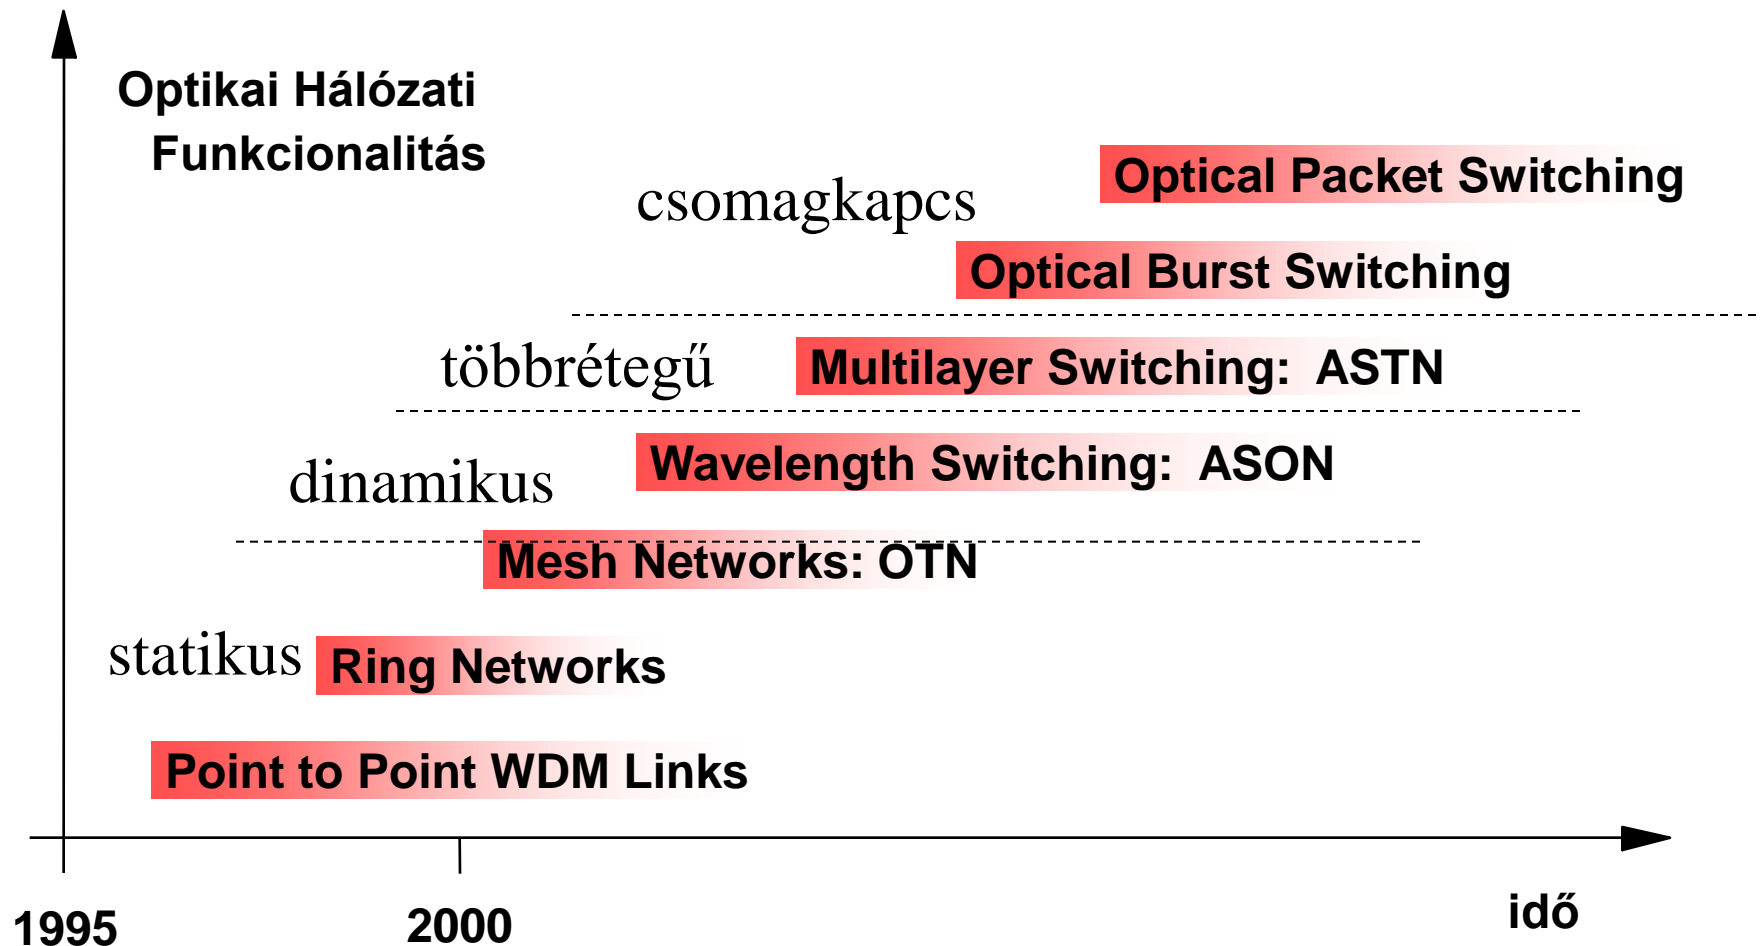 Optikai Hálózati
Funkcionalitás
Optical Packet Switching
csomagkapcs
Optical Burst Switching
többrétegű
Multilayer Switching: ASTN
Wavelength Switching: ASON
dinamikus
Mesh Networks: OTN
statikus
Ring Networks
Point to Point WDM Links
1995
2000
idő